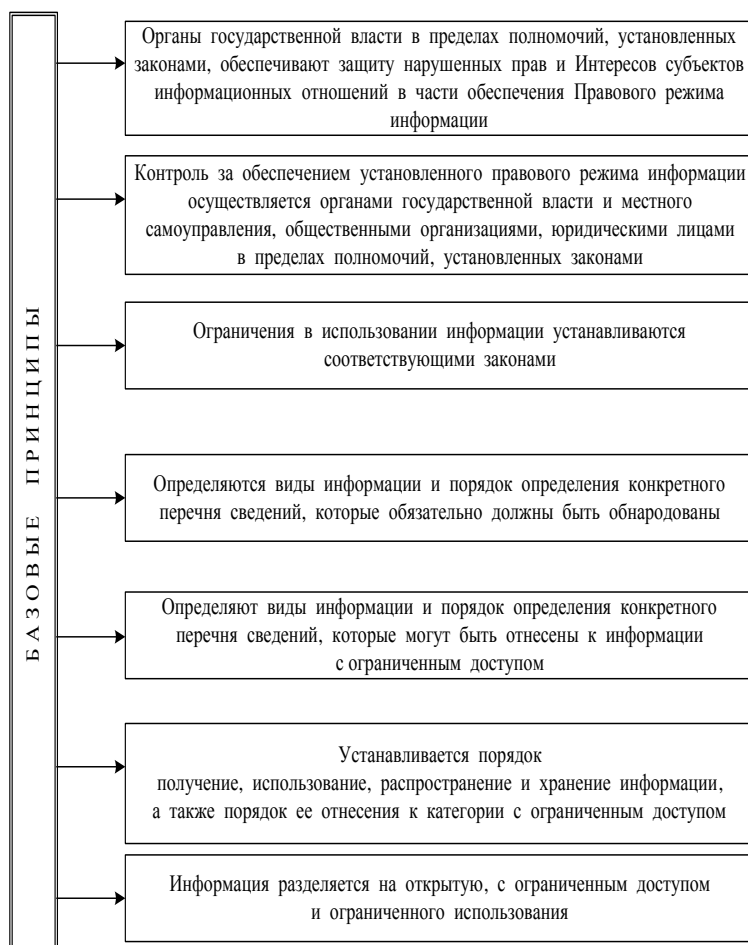 БАЗОВЫЕ ПРИНЦИПЫ
Органы государственной власти в пределах полномочий, установленных
законами, обеспечивают защиту нарушенных прав и Интересов субъектов
информационных отношений в части обеспечения Правового режима
информации
Контроль за обеспечением установленного правового режима информации
осуществляется органами государственной власти и местного
самоуправления, общественными организациями, юридическими лицами
в пределах полномочий, установленных законами
Ограничения в использовании информации устанавливаются
соответствующими законами
Определяются виды информации и порядок определения конкретного
перечня сведений, которые обязательно должны быть обнародованы
Определяют виды информации и порядок определения конкретного
перечня сведений, которые могут быть отнесены к информации
с ограниченным доступом
Устанавливается порядок
получение, использование, распространение и хранение информации,
а также порядок ее отнесения к категории с ограниченным доступом
Информация разделяется на открытую, с ограниченным доступом
и ограниченного использования